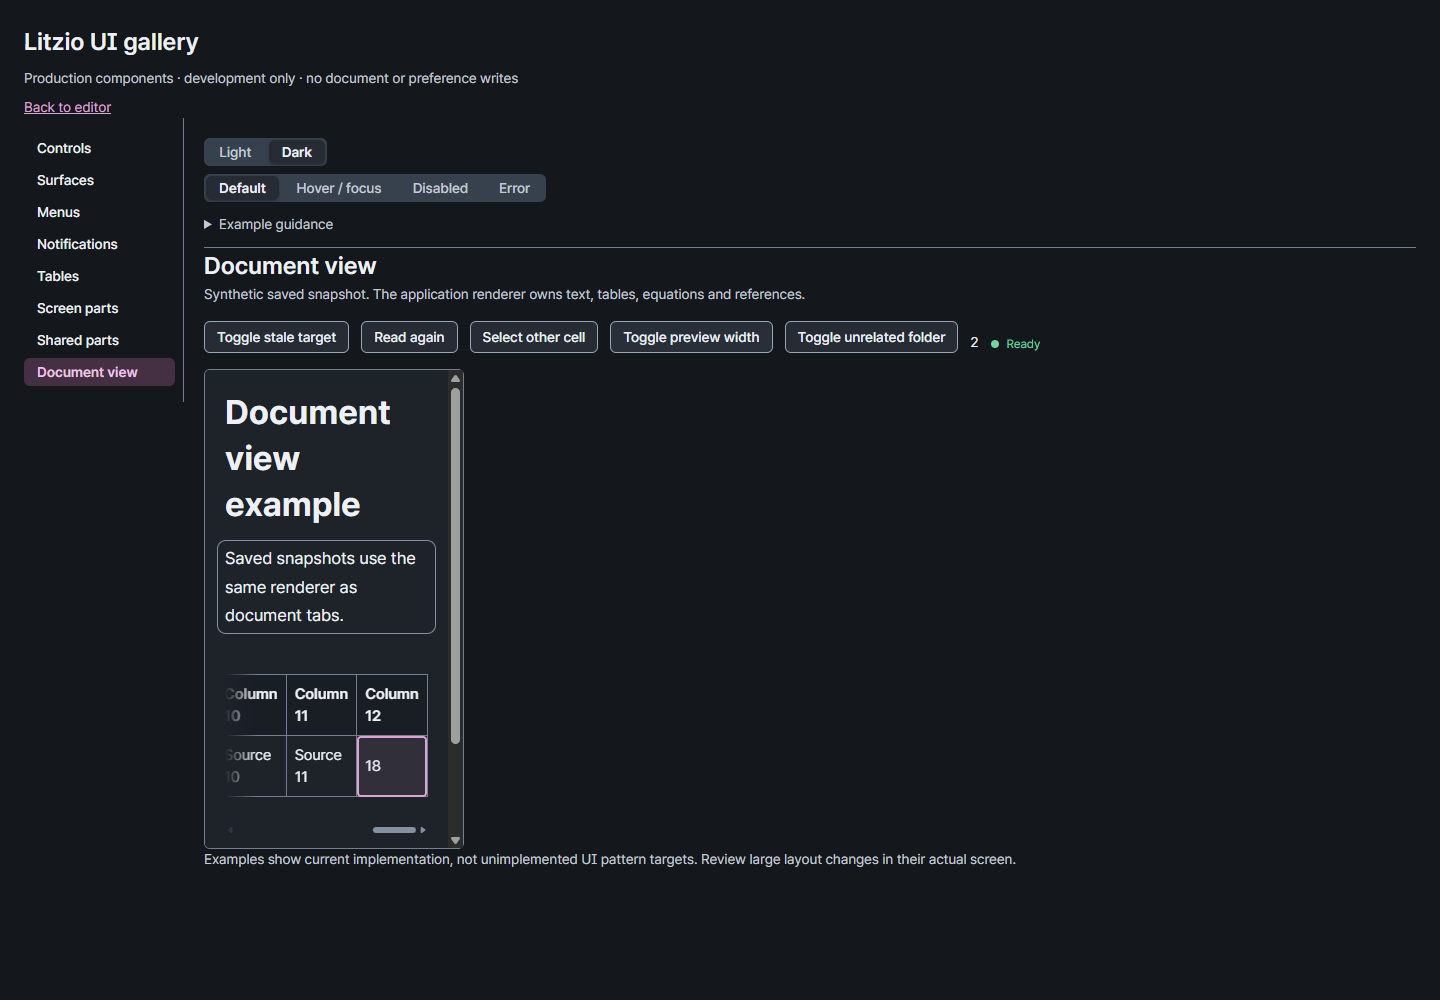 Litzio UI gallery
Production components · development only · no document or preference writes
Back to editor
Controls
Surfaces
Menus
Notifications
Tables
Screen parts
Shared parts
Document view
Light Dark
Default Hover / focus Disabled Error
Example guidance
Document view
Synthetic saved snapshot. The application renderer owns text, tables, equations and references.
Toggle stale target Read again Select other cell Toggle preview width Toggle unrelated folder 2 Ready
Document
view
example
Saved snapshots use the
same renderer as
document tabs.
Column Column Column
10 11 12
Source Source
10 11
18
Examples show current implementation, not unimplemented UI pattern targets. Review large layout changes in their actual screen.